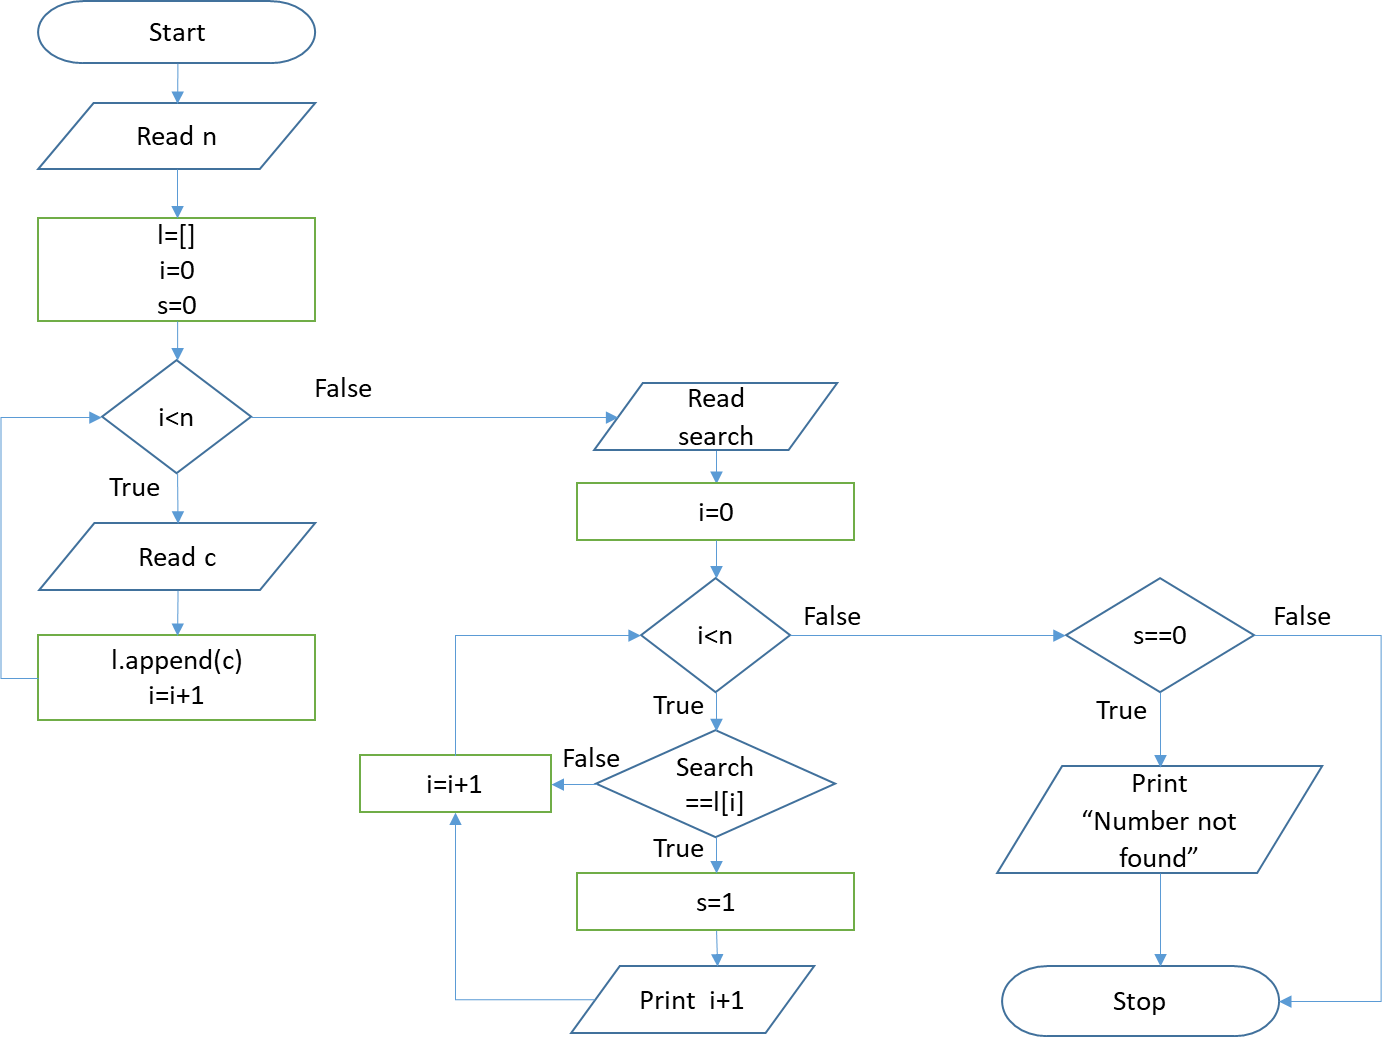 Start
Read n
l=[]
i=0
s=0
i<n
False
True
Read c
l.append(c)
i=i+1
Read
search
i=0
i<n
False
True
Search
==l[i]
False
i=i+1
True
s=1
Print i+1
s==0
False
True
Print
“Number not
found”
Stop